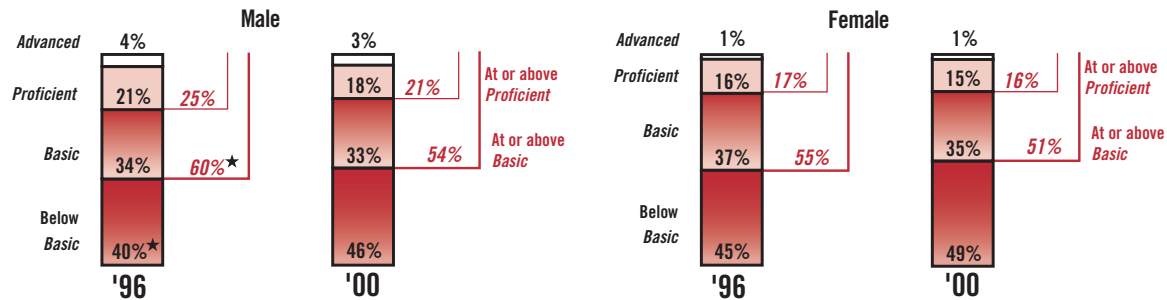 Male
Female
Advanced
4%
3%
Proficient
21%
25%
18%
21%
At or above
Proficient
Basic
34%
60%★
33%
54%
At or above
Basic
Below
Basic
40%★
46%
'96
'00
Advanced
1%
1%
Proficient
16%
17%
15%
16%
At or above
Proficient
Basic
37%
55%
35%
51%
At or above
Basic
Below
Basic
45%
49%
'96
'00